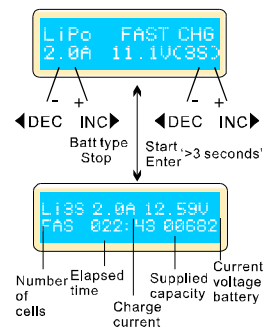 LiPo FAST CHG
2.0A 11.1V(3S)
- + - +
◀DEC INC▶ ◀DEC INC▶
Batt type
Stop
Start
Enter
'>3 seconds'
Li3S 2.0A 12.59V
FAS 022:43 00682
Number
of
cells
Elapsed
time
Charge
current
Supplied
capacity
Current
voltage
battery